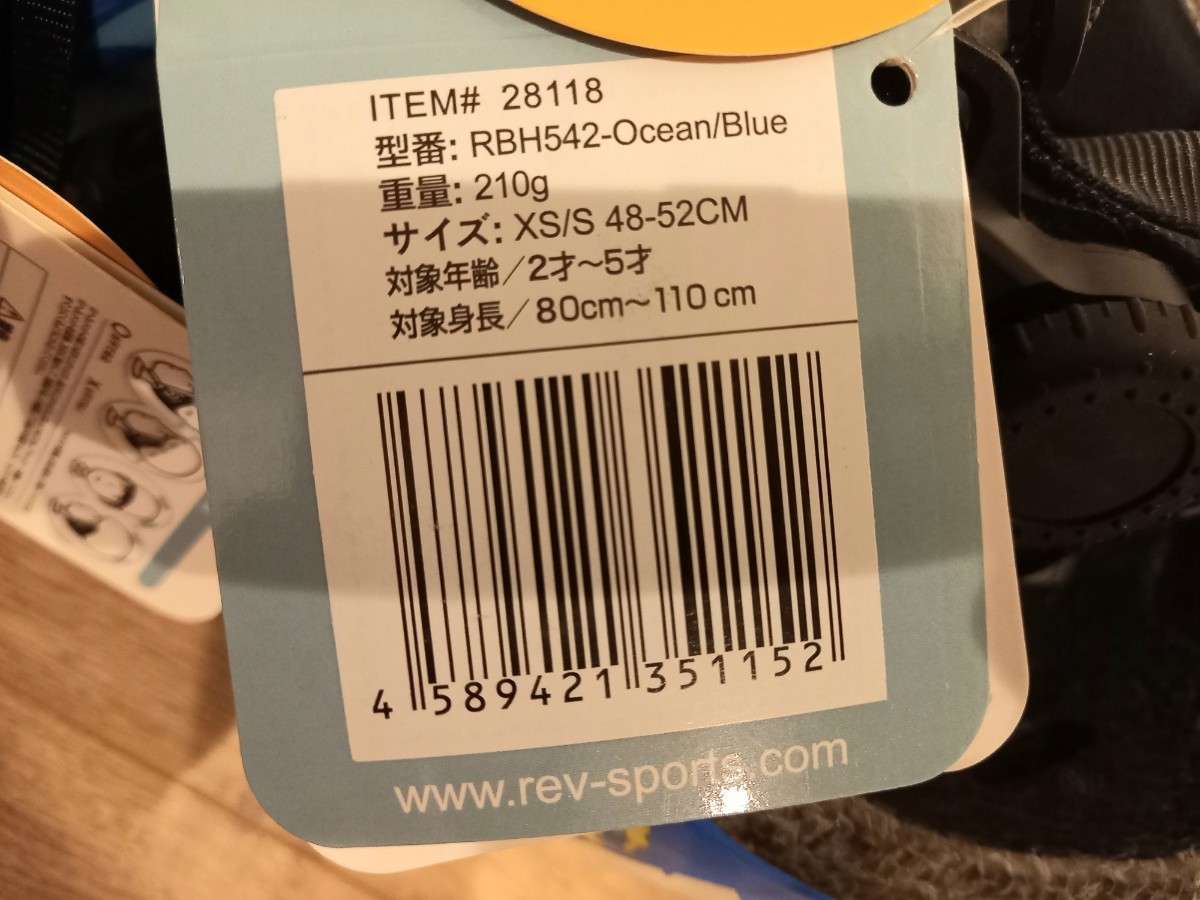 ITEM# 28118
型番: RBH542-Ocean/Blue
重量: 210g
サイズ: XS/S 48-52CM
対象年齢/2才～5才
対象身長/80cm～110cm
4 589421 351152
www.rev-sports.com